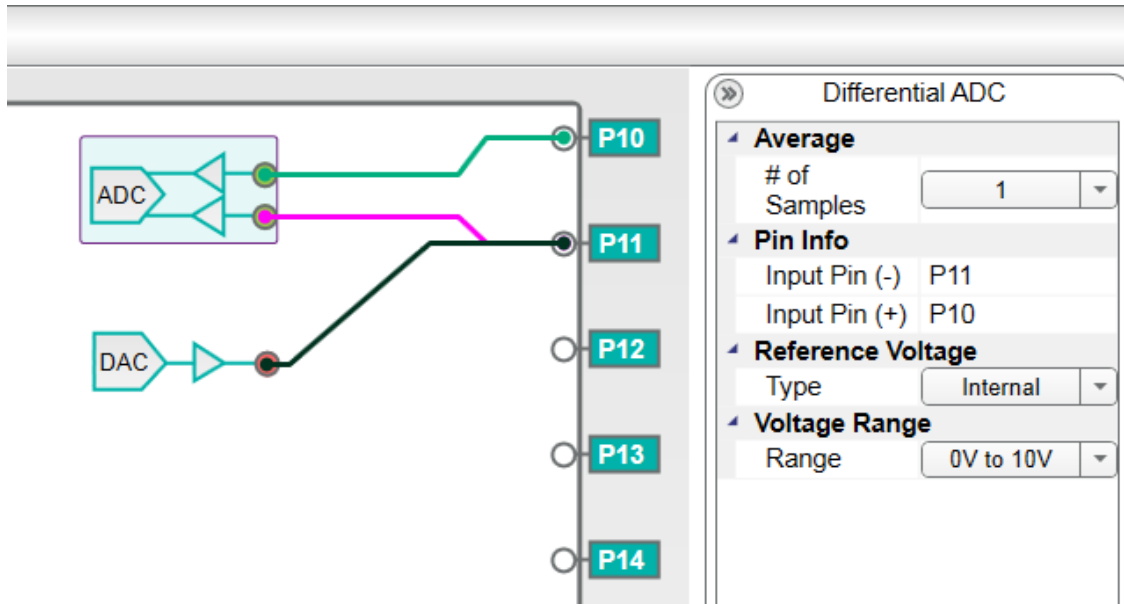 ADC
DAC
P10
P11
P12
P13
P14
Differential ADC
Average
# of
Samples
1
Pin Info
Input Pin (-) P11
Input Pin (+) P10
Reference Voltage
Type Internal
Voltage Range
Range 0V to 10V